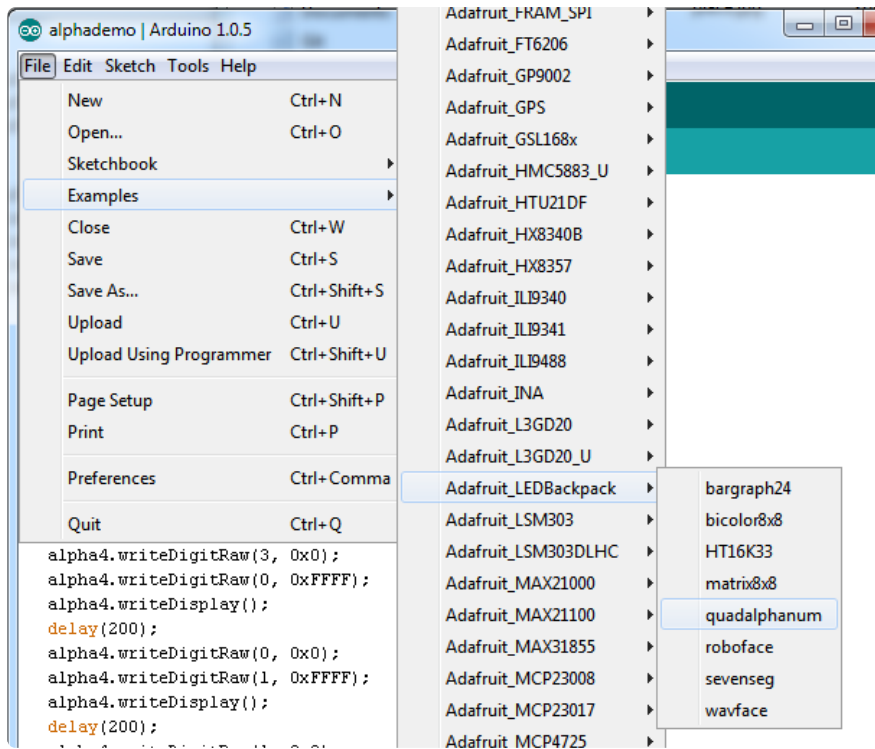 alphademo | Arduino 1.0.5
File Edit Sketch Tools Help
New Ctrl+N
Open... Ctrl+O
Sketchbook
Examples
Close Ctrl+W
Save Ctrl+S
Save As... Ctrl+Shift+S
Upload Ctrl+U
Upload Using Programmer Ctrl+Shift+U
Page Setup Ctrl+Shift+P
Print Ctrl+P
Preferences Ctrl+Comma
Quit Ctrl+Q
alpha4.writeDigitRaw(3, 0x0);
alpha4.writeDigitRaw(0, 0xFFFF);
alpha4.writeDisplay();
delay(200);
alpha4.writeDigitRaw(0, 0x0);
alpha4.writeDigitRaw(1, 0xFFFF);
alpha4.writeDisplay();
delay(200);
Adafruit_FRAM_SPI
Adafruit_FT6206
Adafruit_GP9002
Adafruit_GPS
Adafruit_GSL168x
Adafruit_HMC5883_U
Adafruit_HTU21DF
Adafruit_HX8340B
Adafruit_HX8357
Adafruit_ILI9340
Adafruit_ILI9341
Adafruit_ILI9488
Adafruit_INA
Adafruit_L3GD20
Adafruit_L3GD20_U
Adafruit_LEDBackpack
Adafruit_LSM303
Adafruit_LSM303DLHC
Adafruit_MAX21000
Adafruit_MAX21100
Adafruit_MAX31855
Adafruit_MCP23008
Adafruit_MCP23017
Adafruit_MCP4725
bargraph24
bicolor8x8
HT16K33
matrix8x8
quadalphanum
roboface
sevenseg
wavface